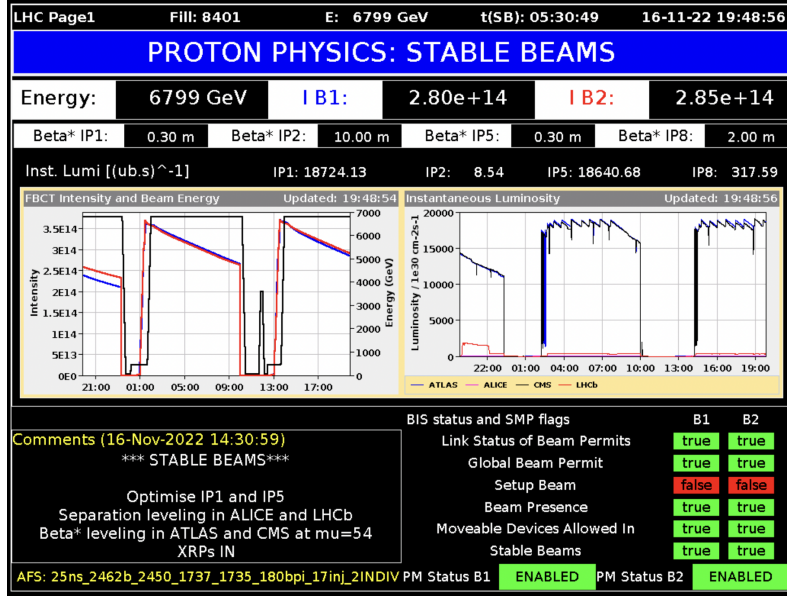 LHC Page1 Fill: 8401 E: 6799 GeV t(SB): 05:30:49 16-11-22 19:48:56
PROTON PHYSICS: STABLE BEAMS
Energy: 6799 GeV I B1: 2.80e+14 I B2: 2.85e+14
Beta* IP1: 0.30 m Beta* IP2: 10.00 m Beta* IP5: 0.30 m Beta* IP8: 2.00 m
Inst. Lumi [(ub.s)^-1] IP1: 18724.13 IP2: 8.54 IP5: 18640.68 IP8: 317.59
FBCT Intensity and Beam Energy Updated: 19:48:54
Intensity
3.5E14
3E14
2.5E14
2E14
1.5E14
1E14
5E13
0E0
7000
6000
5000
4000
3000
2000
1000
0
Energy (GeV)
21:00 01:00 05:00 09:00 13:00 17:00
Instantaneous Luminosity Updated: 19:48:56
Luminosity / 1e30 cm-2s-1
20000
15000
10000
5000
0
22:00 01:00 04:00 07:00 10:00 13:00 16:00 19:00
ATLAS ALICE CMS LHCb
Comments (16-Nov-2022 14:30:59)
*** STABLE BEAMS***
Optimise IP1 and IP5
Separation leveling in ALICE and LHCb
Beta* leveling in ATLAS and CMS at mu=54
XRPs IN
BIS status and SMP flags B1 B2
Link Status of Beam Permits true true
Global Beam Permit true true
Setup Beam false false
Beam Presence true true
Moveable Devices Allowed In true true
Stable Beams true true
AFS: 25ns_2462b_2450_1737_1735_180bpi_17inj_2INDIV PM Status B1 ENABLED PM Status B2 ENABLED